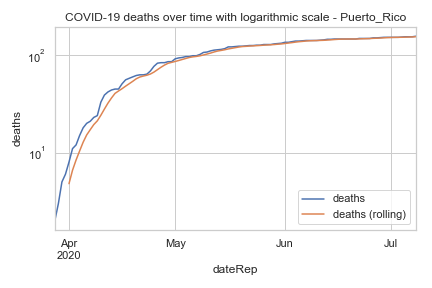 COVID-19 deaths over time with logarithmic scale - Puerto_Rico
deaths
10²
10¹
Apr
2020
May
Jun
Jul
dateRep
deaths
deaths (rolling)